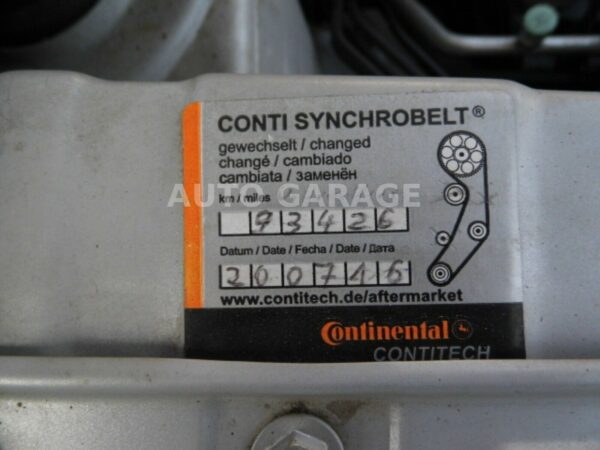 CONTI SYNCHROBELT®
gewechselt / changed
changé / cambiado
cambiata / заменён
AUTO GARAGE
km / miles
93426
Datum / Date / Fecha / Date / Дата
200746
www.contitech.de/aftermarket
Continental
CONTITECH